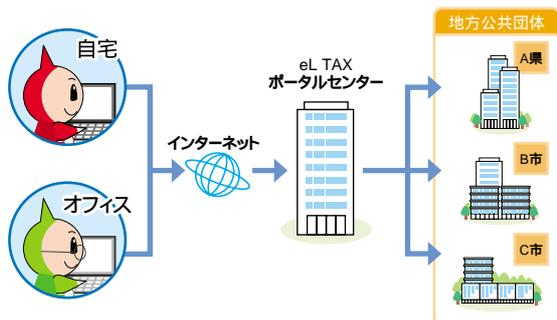 自宅
オフィス
インターネット
eL TAX
ポータルセンター
地方公共団体
A県
B市
C市